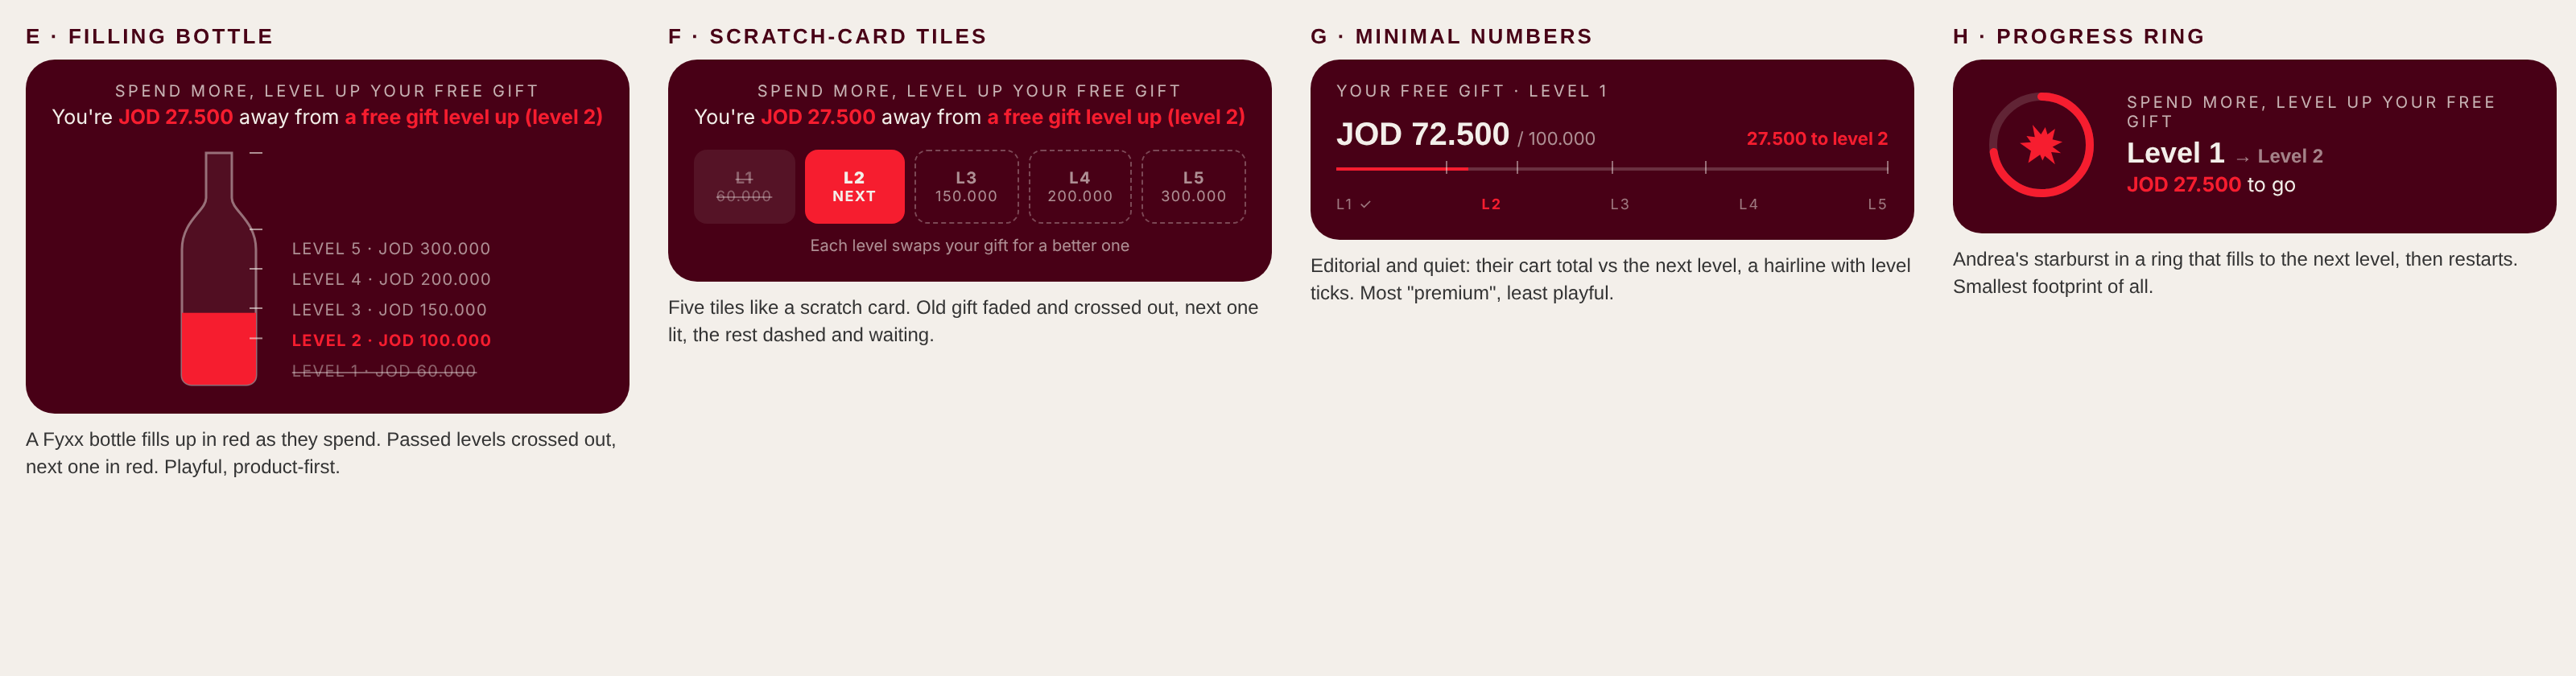 E · FILLING BOTTLE
SPEND MORE, LEVEL UP YOUR FREE GIFT
You're JOD 27.500 away from a free gift level up (level 2)
LEVEL 5 · JOD 300.000
LEVEL 4 · JOD 200.000
LEVEL 3 · JOD 150.000
LEVEL 2 · JOD 100.000
LEVEL 1 · JOD 60.000
A Fyxx bottle fills up in red as they spend. Passed levels crossed out,
next one in red. Playful, product-first.
F · SCRATCH-CARD TILES
SPEND MORE, LEVEL UP YOUR FREE GIFT
You're JOD 27.500 away from a free gift level up (level 2)
L1 L2 L3 L4 L5
60.000 NEXT 150.000 200.000 300.000
Each level swaps your gift for a better one
Five tiles like a scratch card. Old gift faded and crossed out, next one
lit, the rest dashed and waiting.
G · MINIMAL NUMBERS
YOUR FREE GIFT · LEVEL 1
JOD 72.500 / 100.000 27.500 to level 2
L1 ✓ L2 L3 L4 L5
Editorial and quiet: their cart total vs the next level, a hairline with level
ticks. Most "premium", least playful.
H · PROGRESS RING
SPEND MORE, LEVEL UP YOUR FREE
GIFT
Level 1 → Level 2
JOD 27.500 to go
Andrea's starburst in a ring that fills to the next level, then restarts.
Smallest footprint of all.